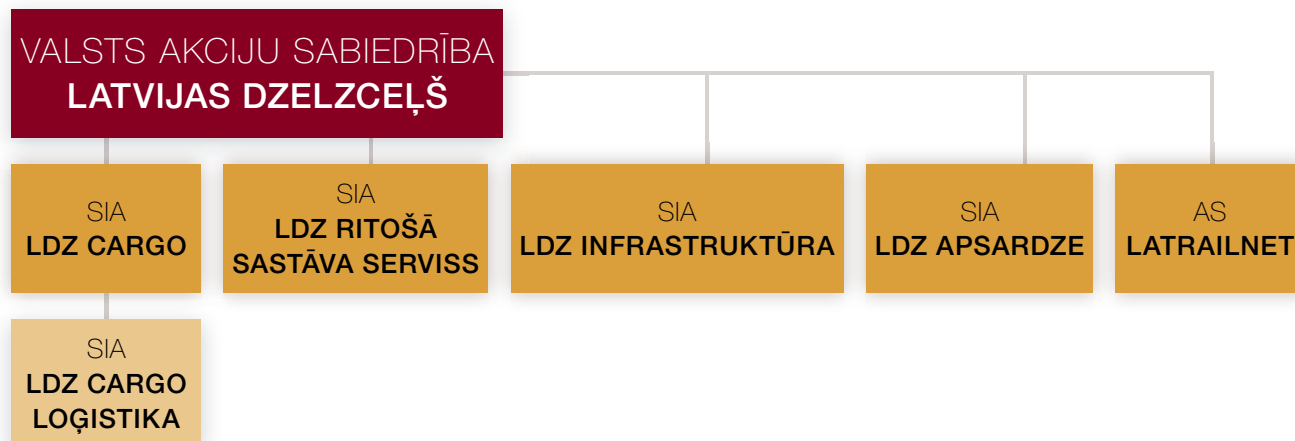 VALSTS AKCIJU SABIEDRĪBA
LATVIJAS DZELZCEĻŠ
SIA
LDZ CARGO
SIA
LDZ RITOŠĀ
SASTĀVA SERVISS
SIA
LDZ INFRASTRUKTŪRA
SIA
LDZ APSARDZE
AS
LATRAILNET
SIA
LDZ CARGO
LOĢISTIKA